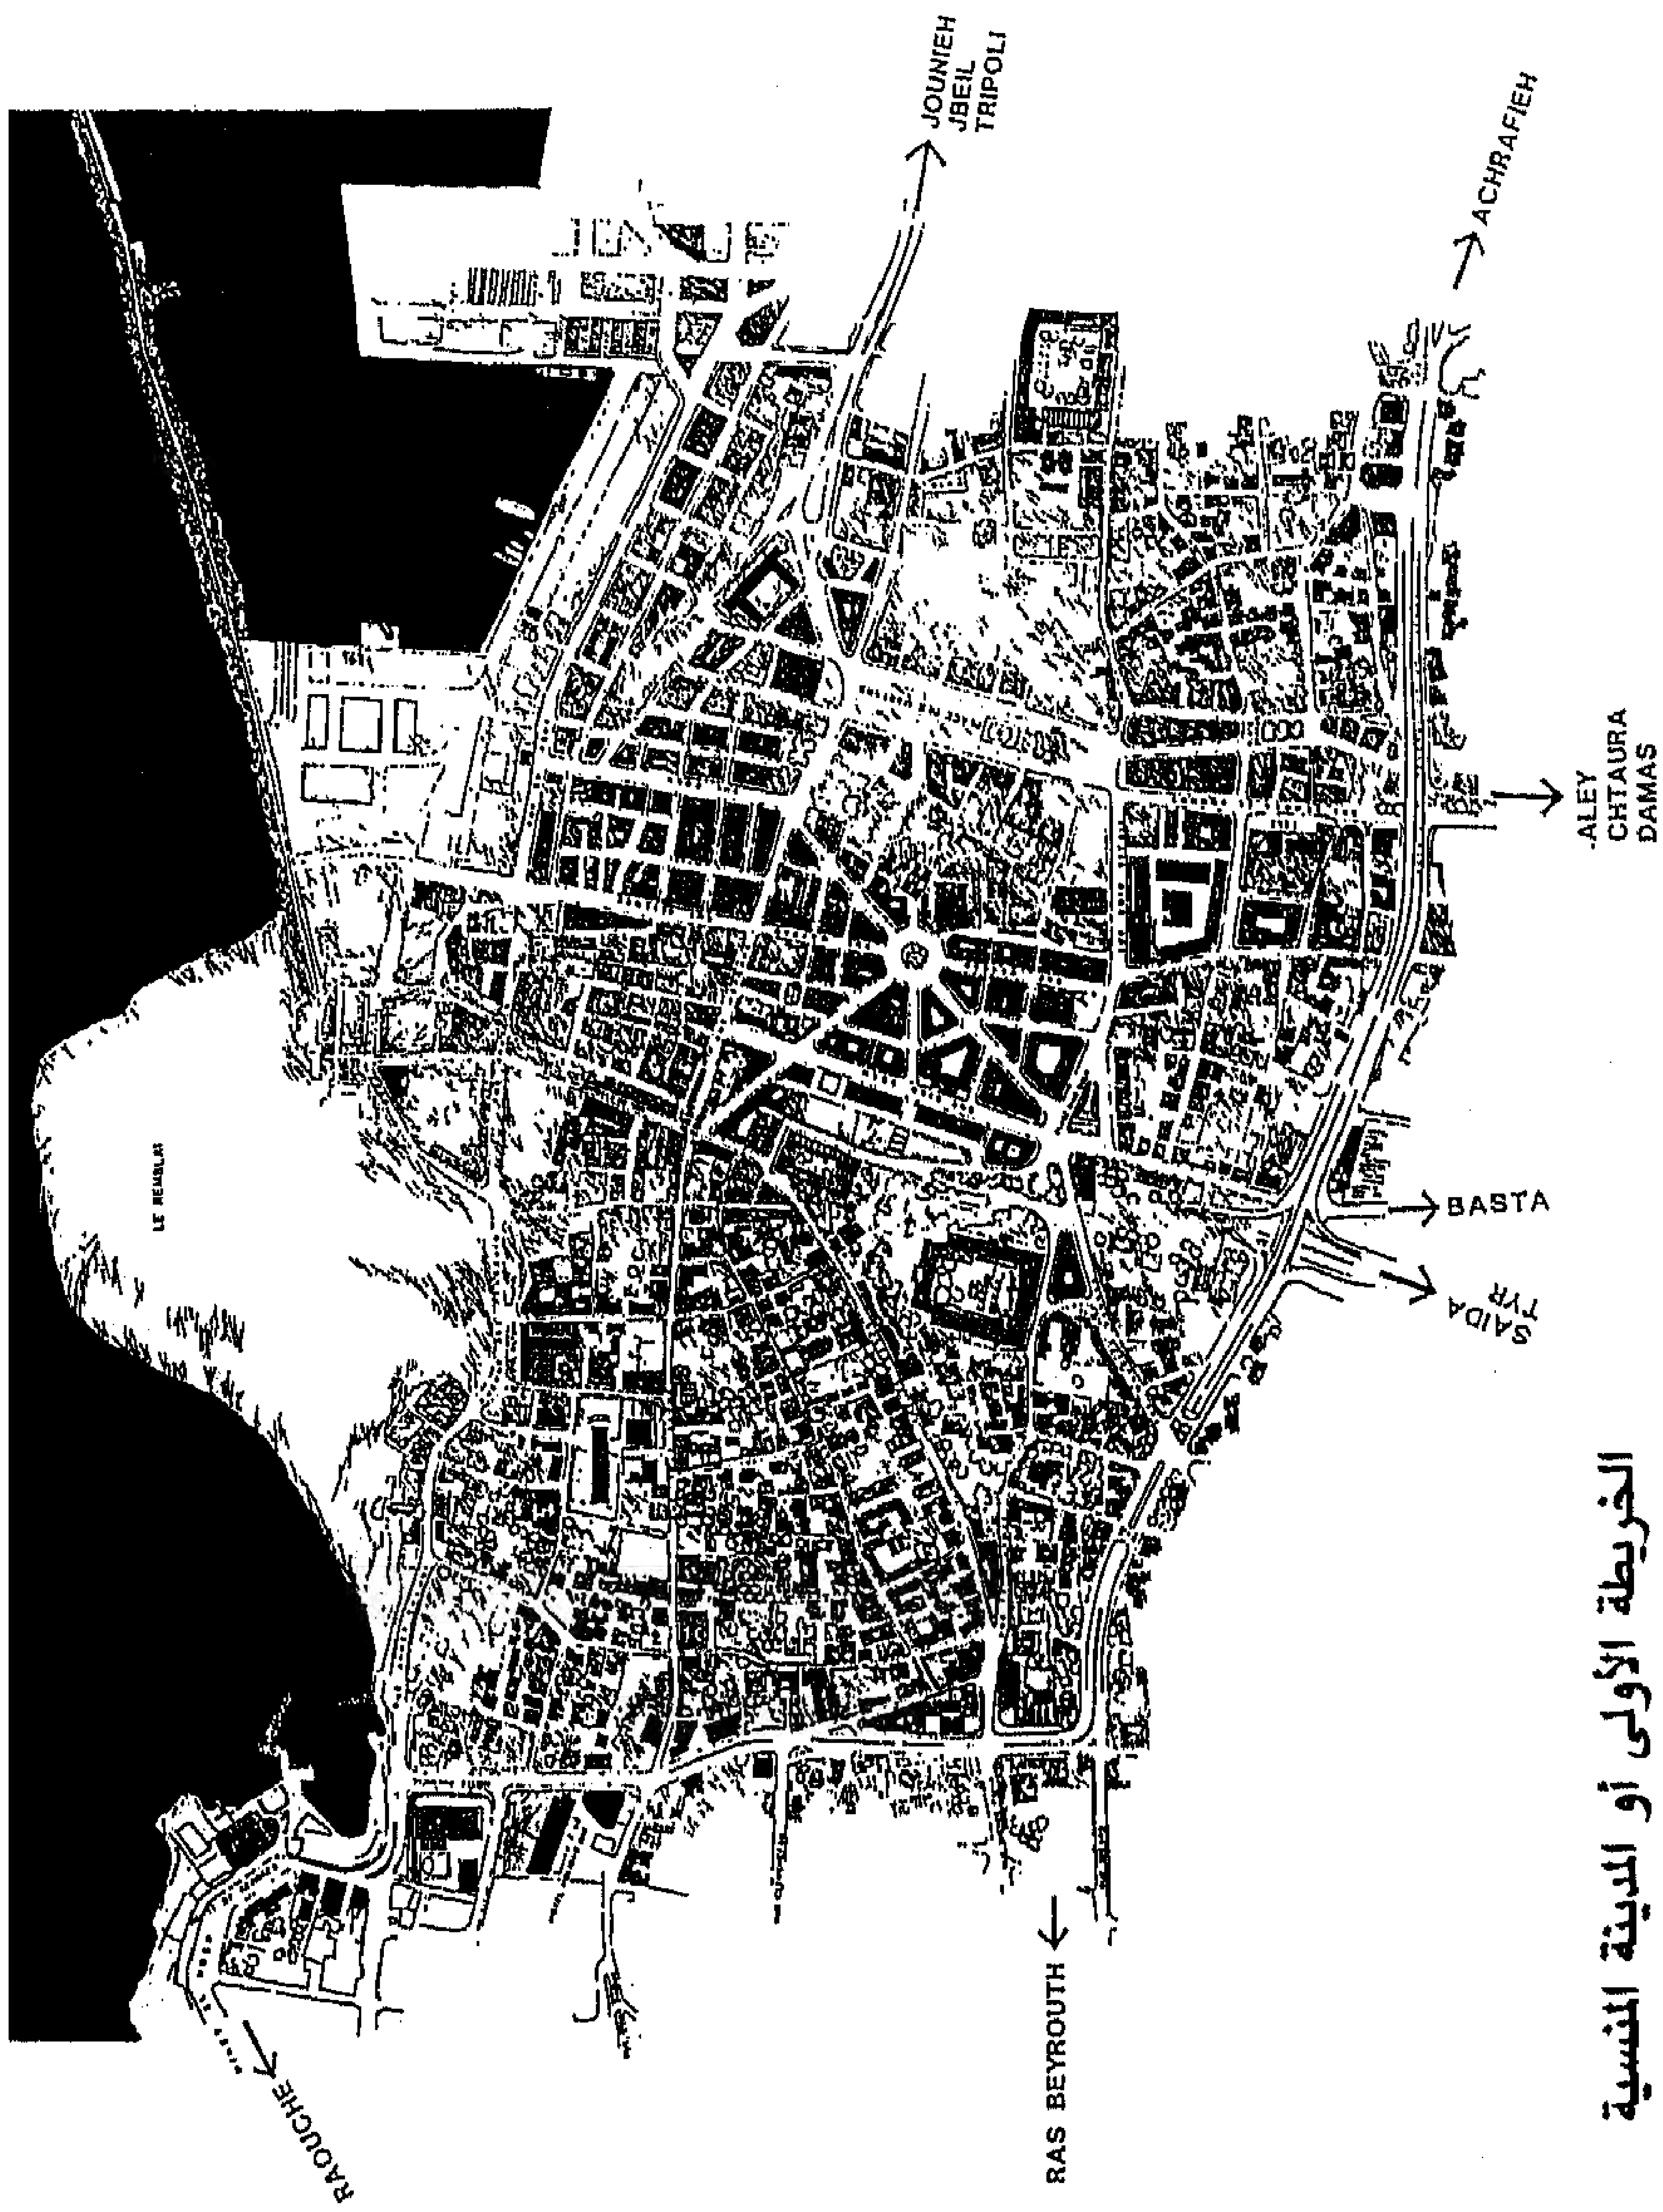 JOUNIEH
JBEIL
TRIPOLI
ACHRAFIEH
LE REMBLAI
ALEY
CHTAURA
DAMAS
BASTA
SAIDA
TYR
RAS BEYROUTH
RAOUCHE
الخريطة الأولى أو المدينة المنسية